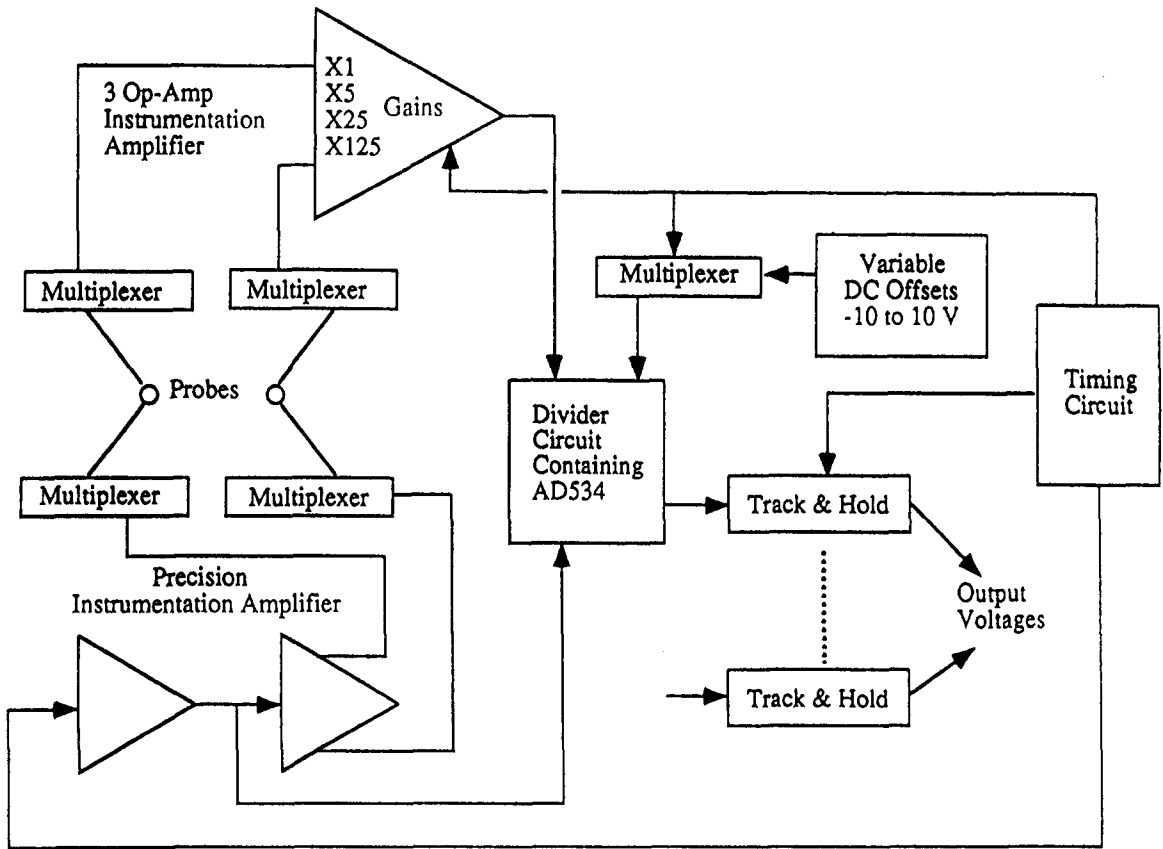 X1
X5
X25
X125
Gains
3 Op-Amp
Instrumentation
Amplifier
Multiplexer
Multiplexer
Multiplexer
Variable
DC Offsets
-10 to 10 V
Probes
Timing
Circuit
Divider
Circuit
Containing
AD534
Multiplexer
Multiplexer
Track & Hold
Precision
Instrumentation Amplifier
Output
Voltages
Track & Hold